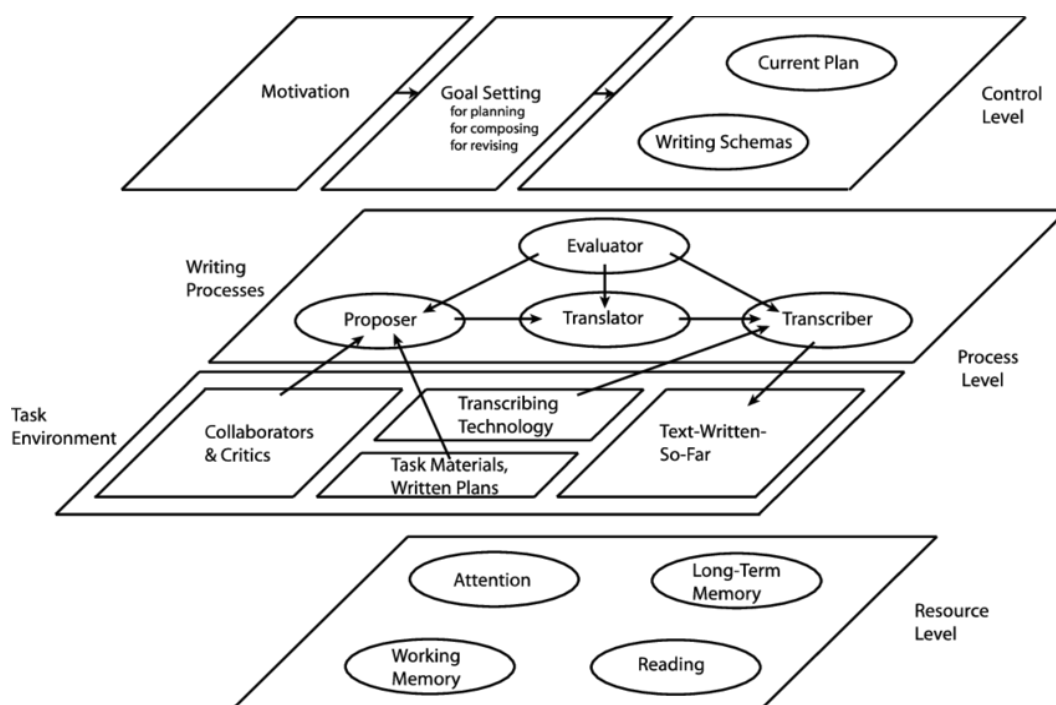 Motivation
Goal Setting
for planning
for composing
for revising
Current Plan
Writing Schemas
Control
Level
Writing
Processes
Evaluator
Proposer
Translator
Transcriber
Process
Level
Task
Environment
Collaborators
& Critics
Transcribing
Technology
Task Materials,
Written Plans
Text-Written-
So-Far
Attention
Long-Term
Memory
Working
Memory
Reading
Resource
Level